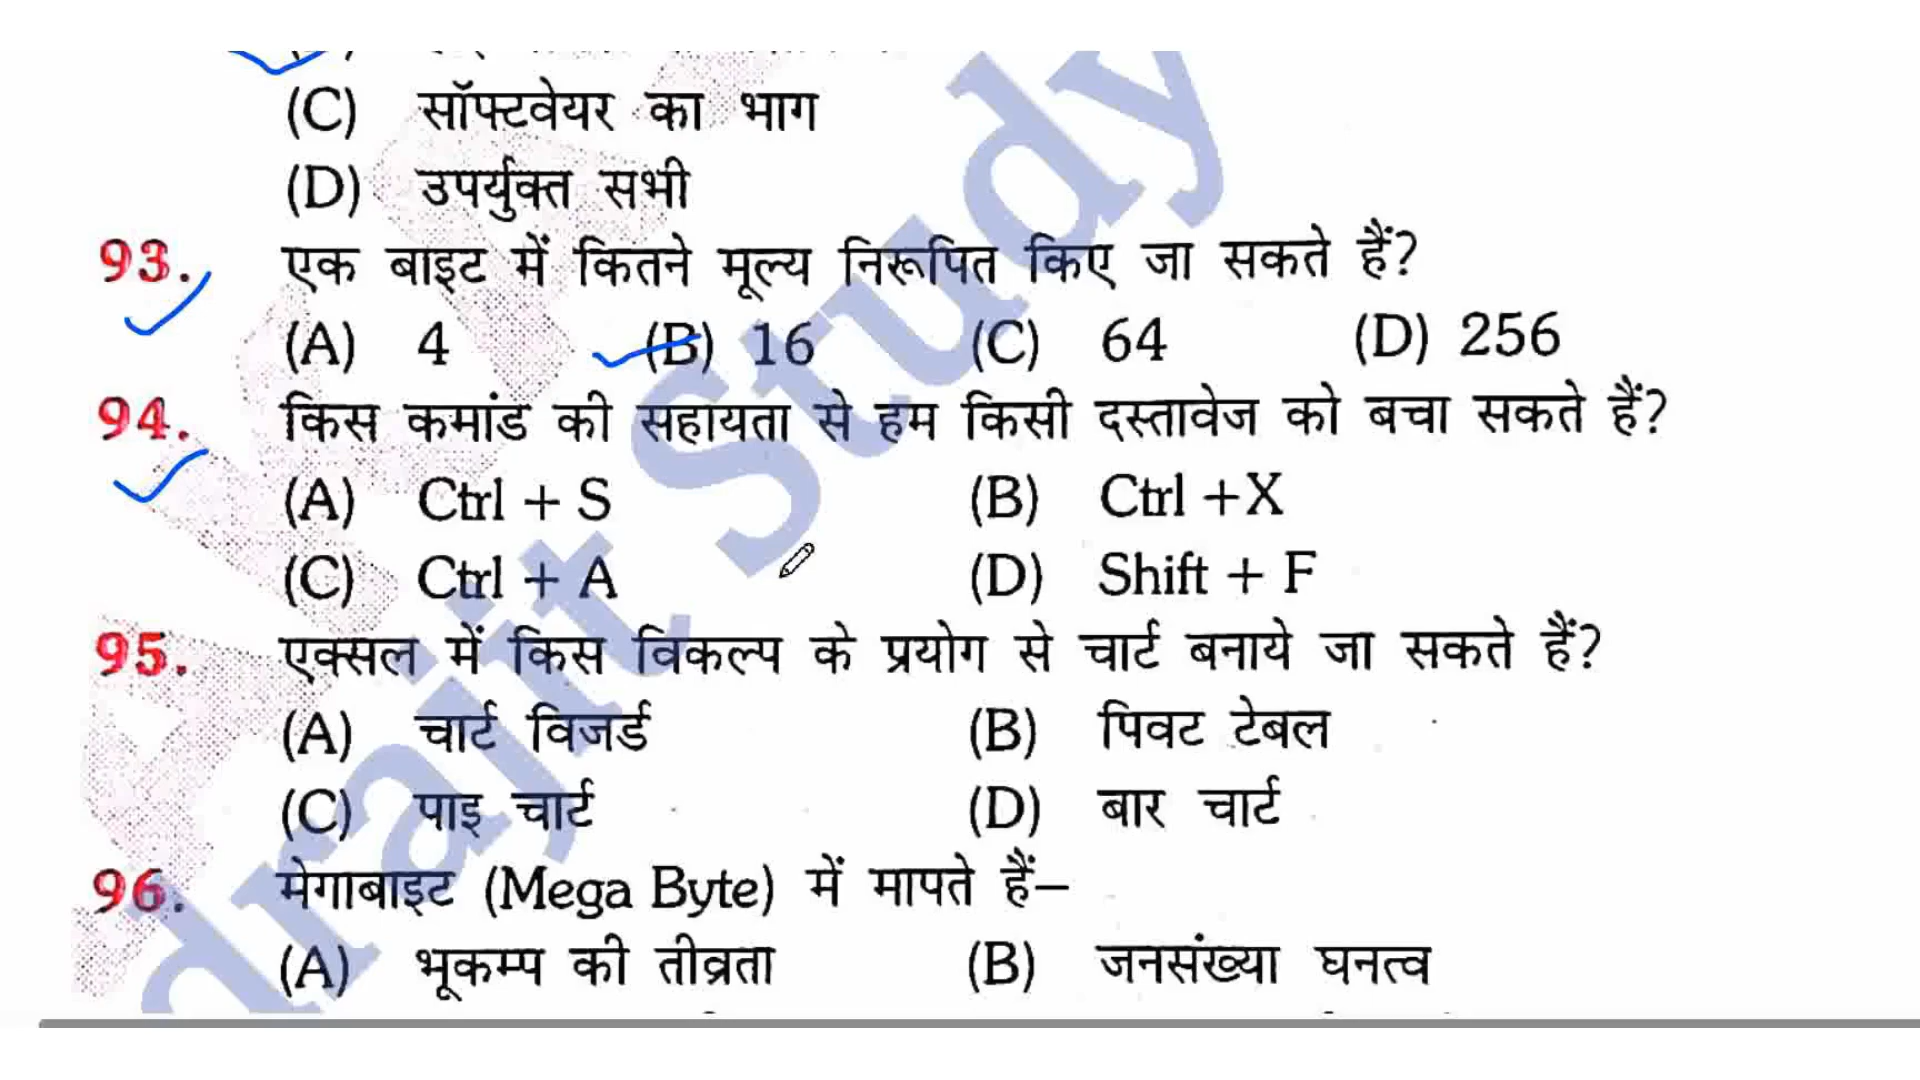 (C) सॉफ्टवेयर का भाग
(D) उपर्युक्त सभी
93. एक बाइट में कितने मूल्य निरूपित किए जा सकते हैं?
(A) 4 (B) 16 (C) 64 (D) 256
94. किस कमांड की सहायता से हम किसी दस्तावेज को बचा सकते हैं?
(A) Ctrl + S (B) Ctrl +X
(C) Ctrl + A (D) Shift + F
95. एक्सल में किस विकल्प के प्रयोग से चार्ट बनाये जा सकते हैं?
(A) चार्ट विजर्ड (B) पिवट टेबल
(C) पाइ चार्ट (D) बार चार्ट
96. मेगाबाइट (Mega Byte) में मापते हैं–
(A) भूकम्प की तीव्रता (B) जनसंख्या घनत्व
drajit Study